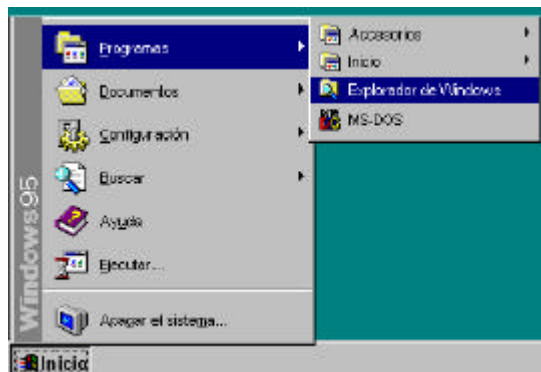 Programas
Documentos
Configuración
Buscar
Ayuda
Ejecutar...
Apagar el sistema...
Windows95
Inicio
Accesorios
Inicio
Explorador de Windows
MS-DOS